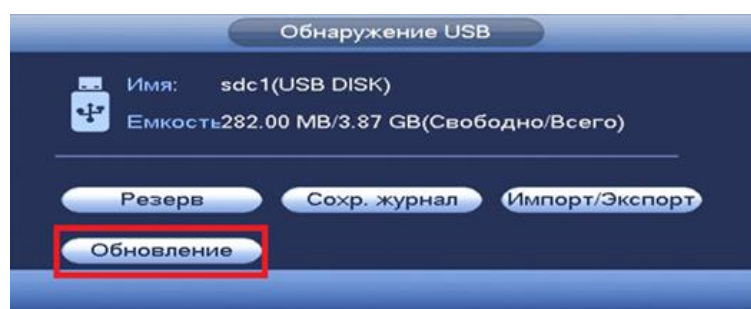 Обнаружение USB
Имя: sdc1(USB DISK)
Емкость282.00 MB/3.87 GB(Свободно/Всего)
Резерв Сохр. журнал Импорт/Экспорт
Обновление